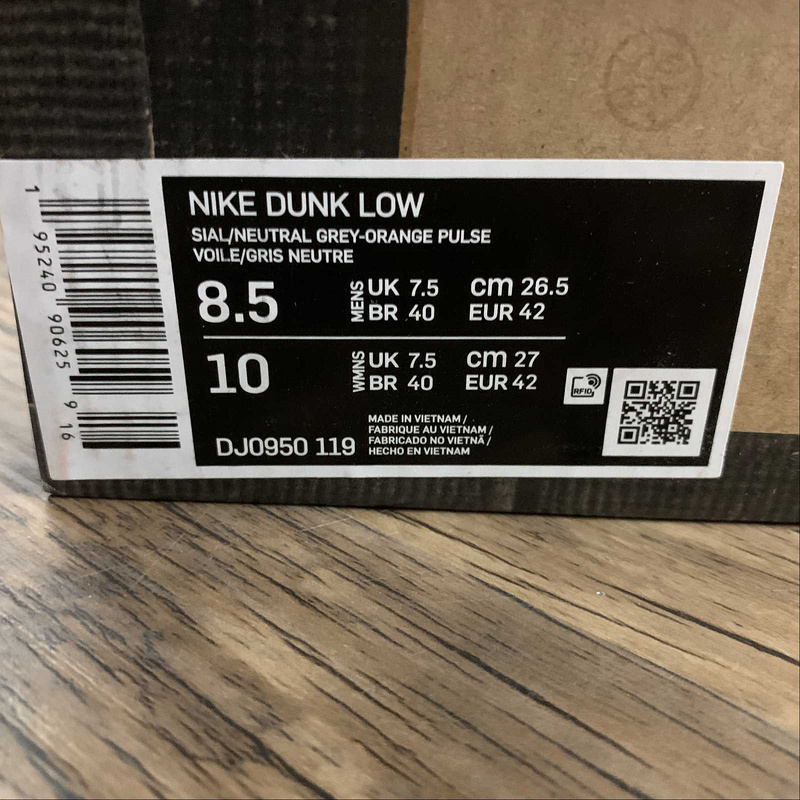 NIKE DUNK LOW
SIAL/NEUTRAL GREY-ORANGE PULSE
VOILE/GRIS NEUTRE
8.5 MENS UK 7.5 cm 26.5
BR 40 EUR 42
10 WMNS UK 7.5 cm 27
BR 40 EUR 42
RFID
DJ0950 119
MADE IN VIETNAM /
FABRIQUE AU VIETNAM /
FABRICADO NO VIETNÃ /
HECHO EN VIETNAM
1 95240 90625 9 16